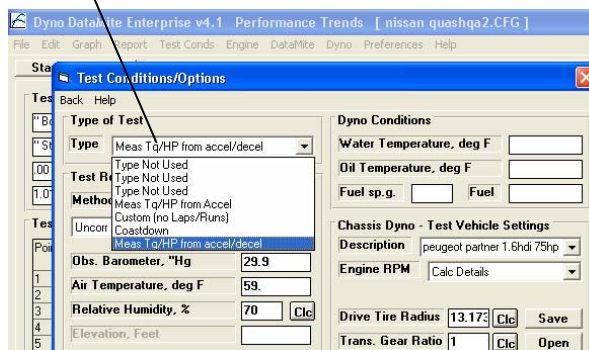 Dyno DataMite Enterprise v4.1 Performance Trends [ nissan quashqa2.CFG ]
File Edit Graph Report Test Conds Engine DataMite Dyno Preferences Help
Test Conditions/Options
Back Help
Type of Test
Type Meas Tq/HP from accel/decel
Type Not Used
Type Not Used
Type Not Used
Meas Tq/HP from Accel
Custom (no Laps/Runs)
Coastdown
Meas Tq/HP from accel/decel
Obs. Barometer, "Hg 29.9
Air Temperature, deg F 59.
Relative Humidity, % 70 Clc
Elevation, Feet
Dyno Conditions
Water Temperature, deg F
Oil Temperature, deg F
Fuel sp.g. Fuel
Chassis Dyno - Test Vehicle Settings
Description peugeot partner 1.6hdi 75hp
Engine RPM Calc Details
Drive Tire Radius 13.173 Clc Save
Trans. Gear Ratio 1 Clc Open
1
2
3
4
5